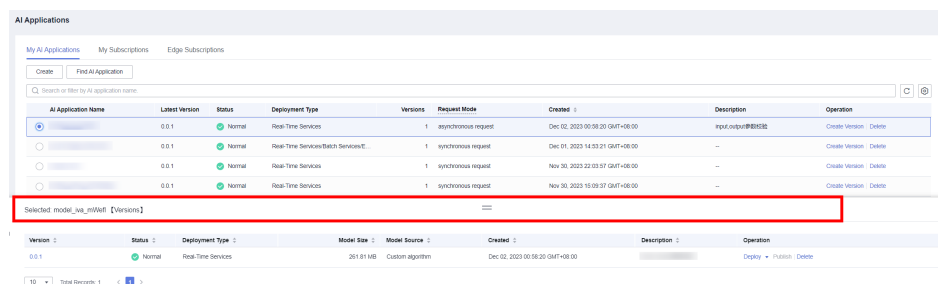 AI Applications
My AI Applications My Subscriptions Edge Subscriptions
Create Find AI Application
Search or filter by AI application name.
AI Application Name Latest Version Status Deployment Type Versions Request Mode Created Description Operation
0.0.1 Normal Real-Time Services 1 asynchronous request Dec 02, 2023 00:58:20 GMT+08:00 input,output参数校验 Create Version Delete
0.0.1 Normal Real-Time Services/Batch Services/E... 1 synchronous request Dec 01, 2023 14:53:21 GMT+08:00 -- Create Version Delete
0.0.1 Normal Real-Time Services 1 synchronous request Nov 30, 2023 22:03:57 GMT+08:00 -- Create Version Delete
0.0.1 Normal Real-Time Services 1 synchronous request Nov 30, 2023 15:09:37 GMT+08:00 -- Create Version Delete
Selected: model_iva_mWefI 【Versions】
Version Status Deployment Type Model Size Model Source Created Description Operation
0.0.1 Normal Real-Time Services 261.81 MB Custom algorithm Dec 02, 2023 00:58:20 GMT+08:00 Deploy Publish Delete
10 Total Records: 1 < 1 >